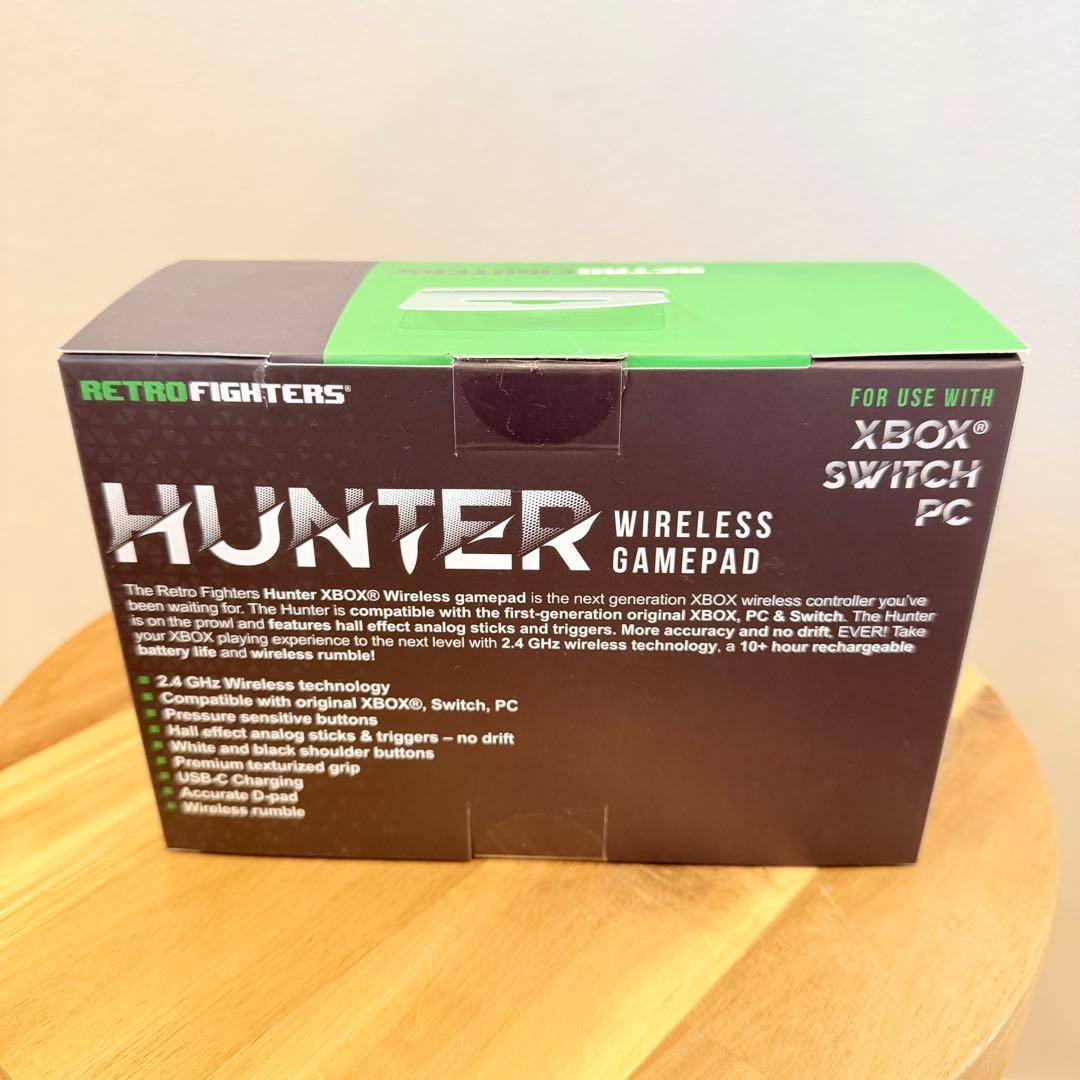 RETRO FIGHTERS
RETROFIGHTERS®
FOR USE WITH
XBOX®
SWITCH
PC
HUNTER
WIRELESS
GAMEPAD
The Retro Fighters Hunter XBOX® Wireless gamepad is the next generation XBOX wireless controller you've
been waiting for. The Hunter is compatible with the first-generation original XBOX, PC & Switch. The Hunter
is on the prowl and features hall effect analog sticks and triggers. More accuracy and no drift, EVER! Take
your XBOX playing experience to the next level with 2.4 GHz wireless technology, a 10+ hour rechargeable
battery life and wireless rumble!
2.4 GHz Wireless technology
Compatible with original XBOX®, Switch, PC
Pressure sensitive buttons
Hall effect analog sticks & triggers – no drift
White and black shoulder buttons
Premium texturized grip
USB-C Charging
Accurate D-pad
Wireless rumble